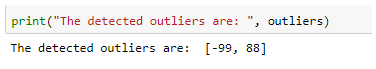 print("The detected outliers are: ", outliers)
The detected outliers are:  [-99, 88]